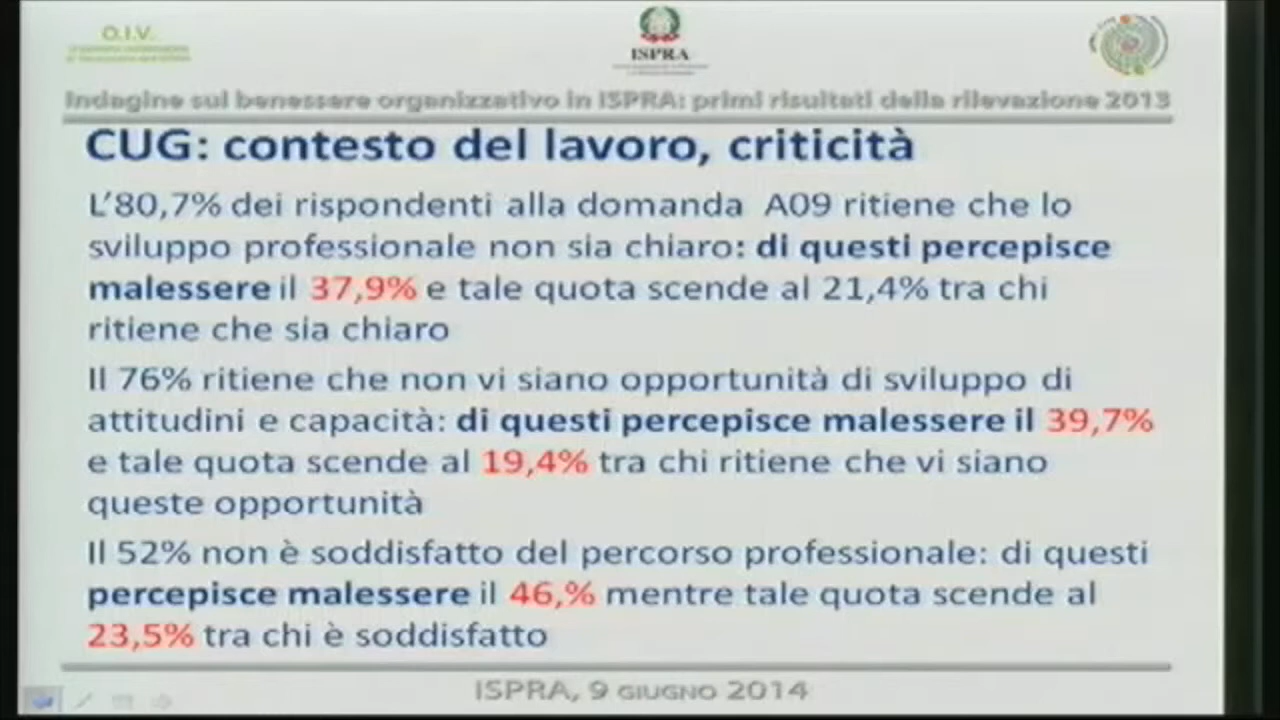 O.I.V.
ISPRA
Indagine sul benessere organizzativo in ISPRA: primi risultati della rilevazione 2013
CUG: contesto del lavoro, criticità
L'80,7% dei rispondenti alla domanda A09 ritiene che lo
sviluppo professionale non sia chiaro: di questi percepisce
malessere il 37,9% e tale quota scende al 21,4% tra chi
ritiene che sia chiaro
Il 76% ritiene che non vi siano opportunità di sviluppo di
attitudini e capacità: di questi percepisce malessere il 39,7%
e tale quota scende al 19,4% tra chi ritiene che vi siano
queste opportunità
Il 52% non è soddisfatto del percorso professionale: di questi
percepisce malessere il 46,% mentre tale quota scende al
23,5% tra chi è soddisfatto
ISPRA, 9 GIUGNO 2014